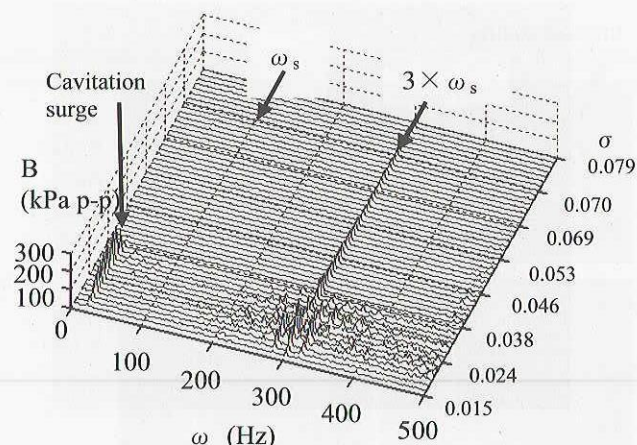 ω s
3 × ω s
Cavitation
surge
σ
B
(kPa p-p)
300
200
100
0
100
200
300
400
500
ω (Hz)
0.079
0.070
0.069
0.053
0.046
0.038
0.024
0.015